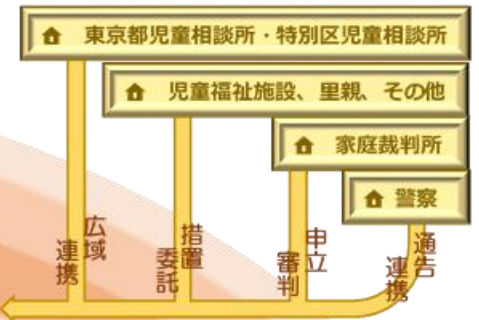 東京都児童相談所・特別区児童相談所
児童福祉施設、里親、その他
家庭裁判所
警察
広域
連携
措置
委託
申立
審判
通告
連携